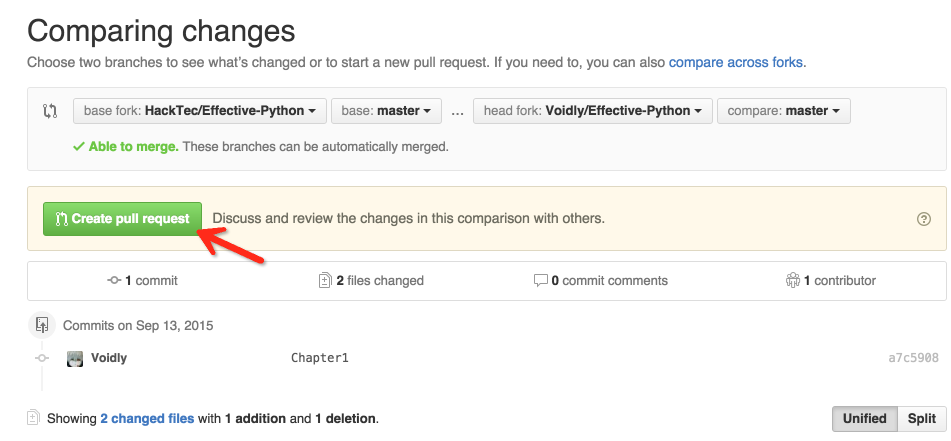 Comparing changes
Choose two branches to see what's changed or to start a new pull request. If you need to, you can also compare across forks.
base fork: HackTec/Effective-Python base: master ... head fork: Voidly/Effective-Python compare: master
Able to merge. These branches can be automatically merged.
Create pull request Discuss and review the changes in this comparison with others. ?
1 commit 2 files changed 0 commit comments 1 contributor
Commits on Sep 13, 2015
Voidly Chapter1 a7c5908
Showing 2 changed files with 1 addition and 1 deletion. Unified Split